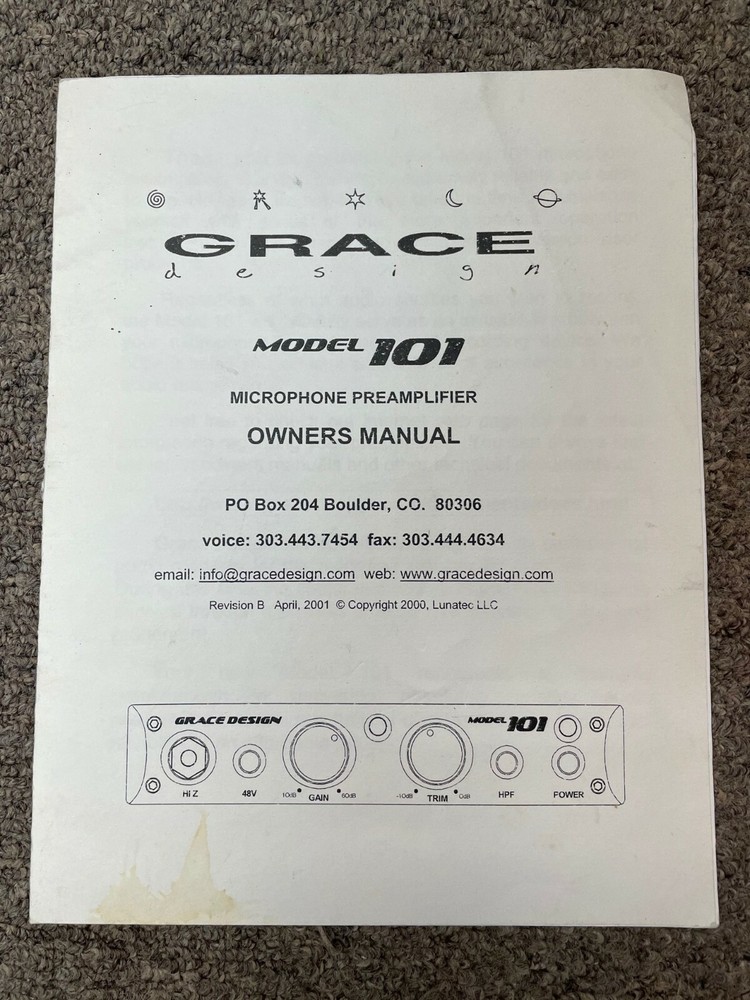 GRACE
design
MODEL 101
MICROPHONE PREAMPLIFIER
OWNERS MANUAL
PO Box 204 Boulder, CO. 80306
voice: 303.443.7454 fax: 303.444.4634
email: info@gracedesign.com web: www.gracedesign.com
Revision B April, 2001 © Copyright 2000, Lunatec LLC
GRACE DESIGN MODEL 101
Hi Z 48V 10dB GAIN 60dB -10dB TRIM 0dB HPF POWER